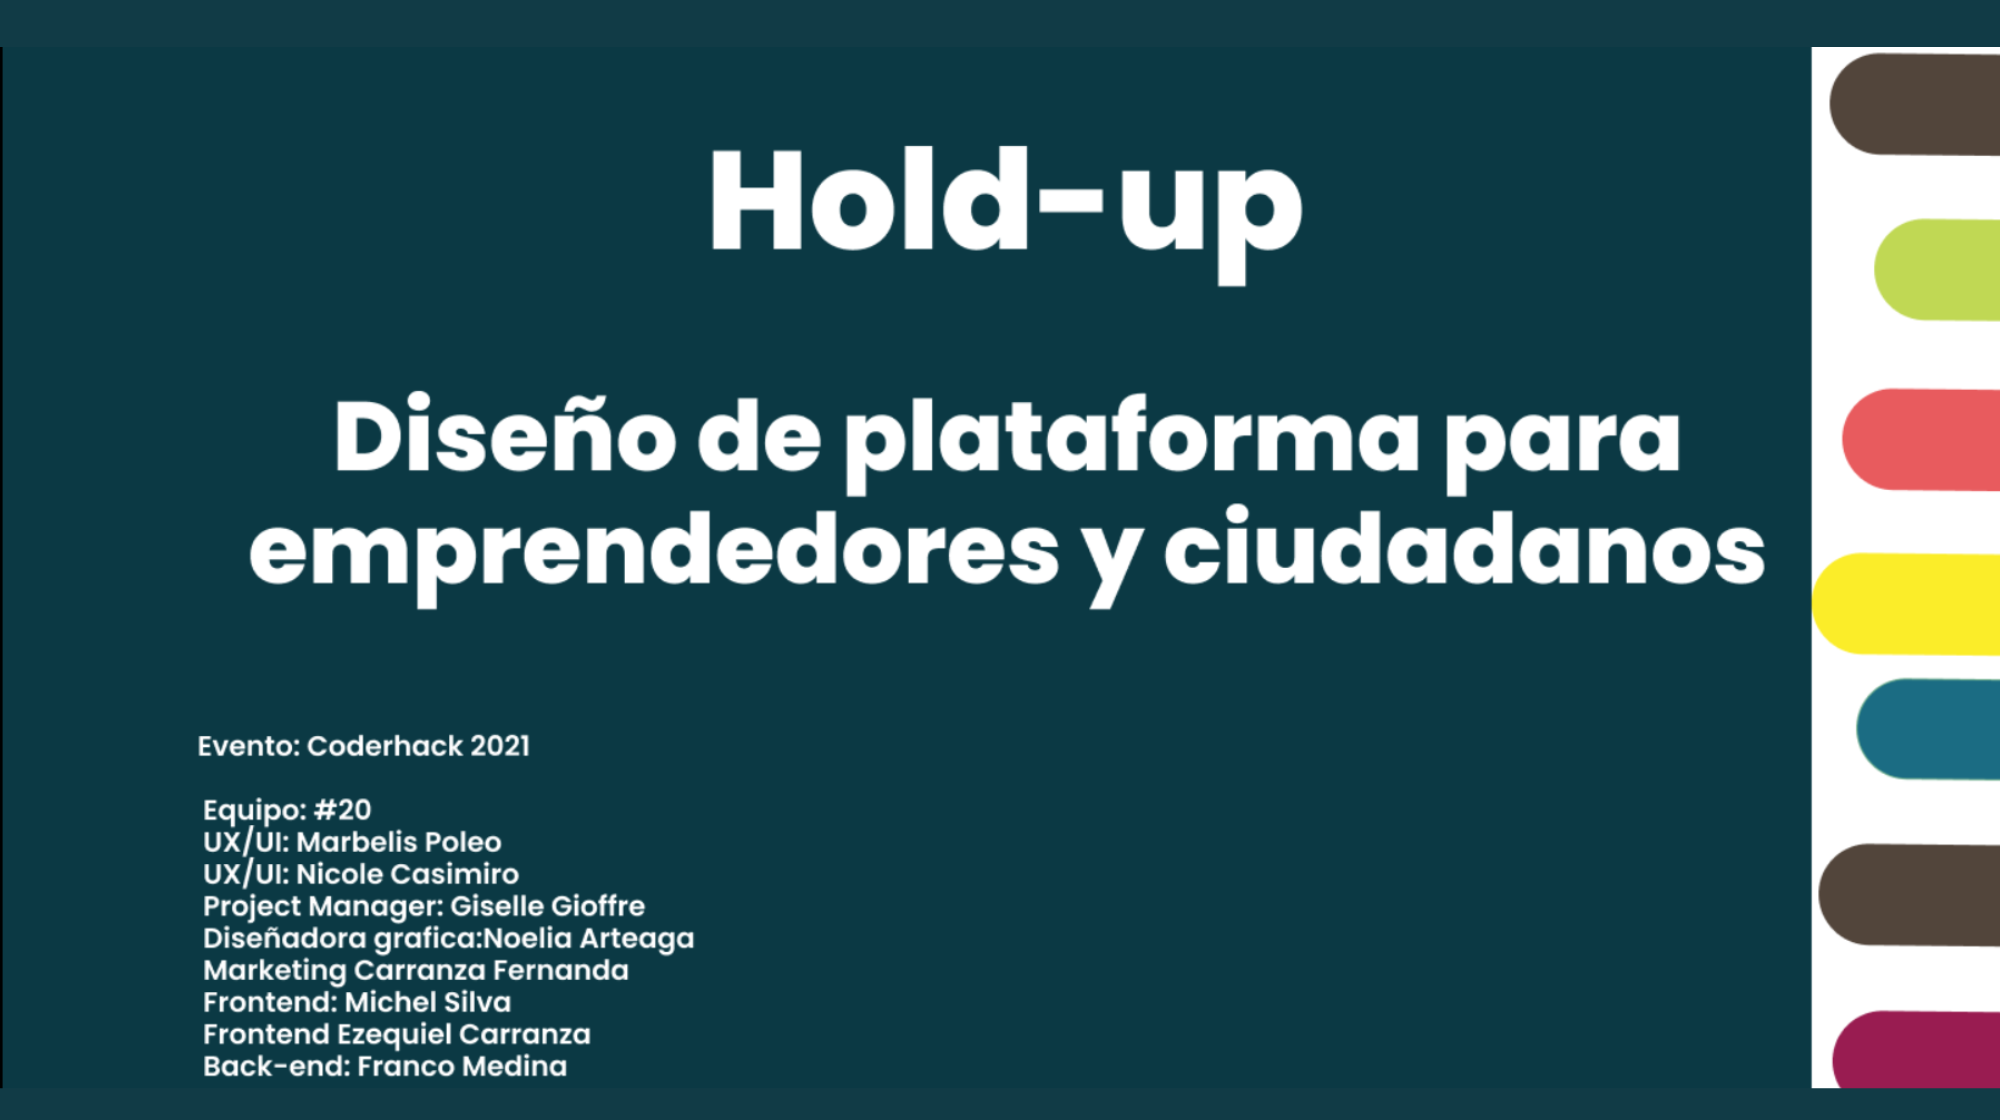 Hold-up
Diseño de plataforma para
emprendedores y ciudadanos
Evento: Coderhack 2021
Equipo: #20
UX/UI: Marbelis Poleo
UX/UI: Nicole Casimiro
Project Manager: Giselle Gioffre
Diseñadora grafica:Noelia Arteaga
Marketing Carranza Fernanda
Frontend: Michel Silva
Frontend Ezequiel Carranza
Back-end: Franco Medina